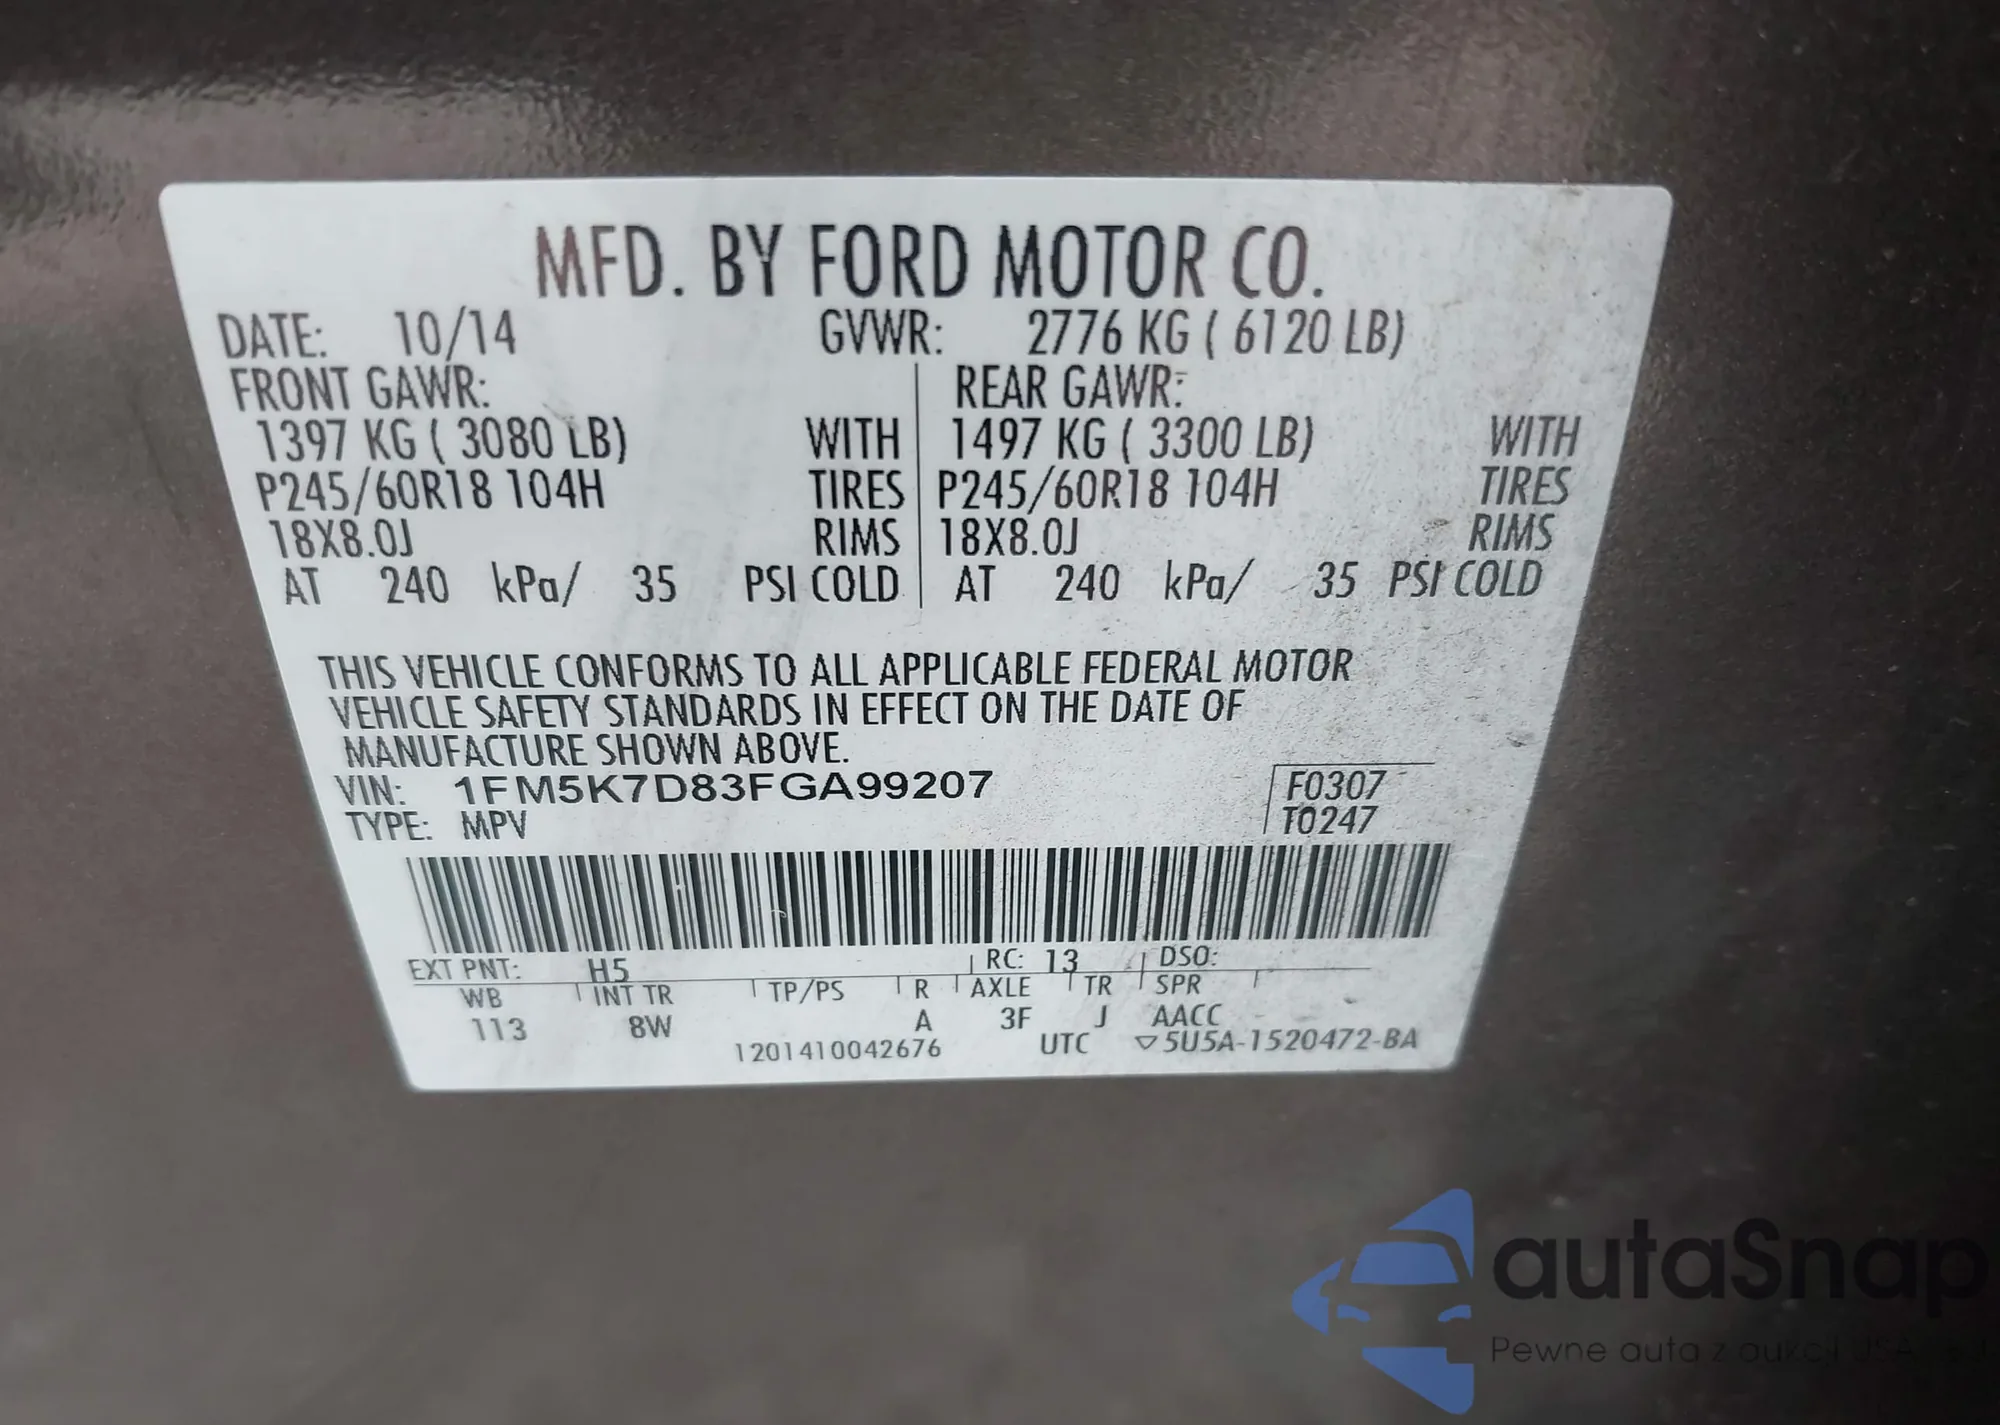 MFD. BY FORD MOTOR CO.
DATE: 10/14 GVWR: 2776 KG ( 6120 LB)
FRONT GAWR: REAR GAWR:
1397 KG ( 3080 LB) WITH 1497 KG ( 3300 LB) WITH
P245/60R18 104H TIRES P245/60R18 104H TIRES
18X8.0J RIMS 18X8.0J RIMS
AT 240 kPa/ 35 PSI COLD AT 240 kPa/ 35 PSI COLD
THIS VEHICLE CONFORMS TO ALL APPLICABLE FEDERAL MOTOR
VEHICLE SAFETY STANDARDS IN EFFECT ON THE DATE OF
MANUFACTURE SHOWN ABOVE.
VIN: 1FM5K7D83FGA99207 F0307
TYPE: MPV T0247
EXT PNT: H5 RC: 13 DSO:
WB INT TR TP/PS R AXLE TR SPR
113 8W A 3F J AACC
1201410042676 UTC ▽5U5A-1520472-BA
autaSnap
Pewne auta z aukcji USA